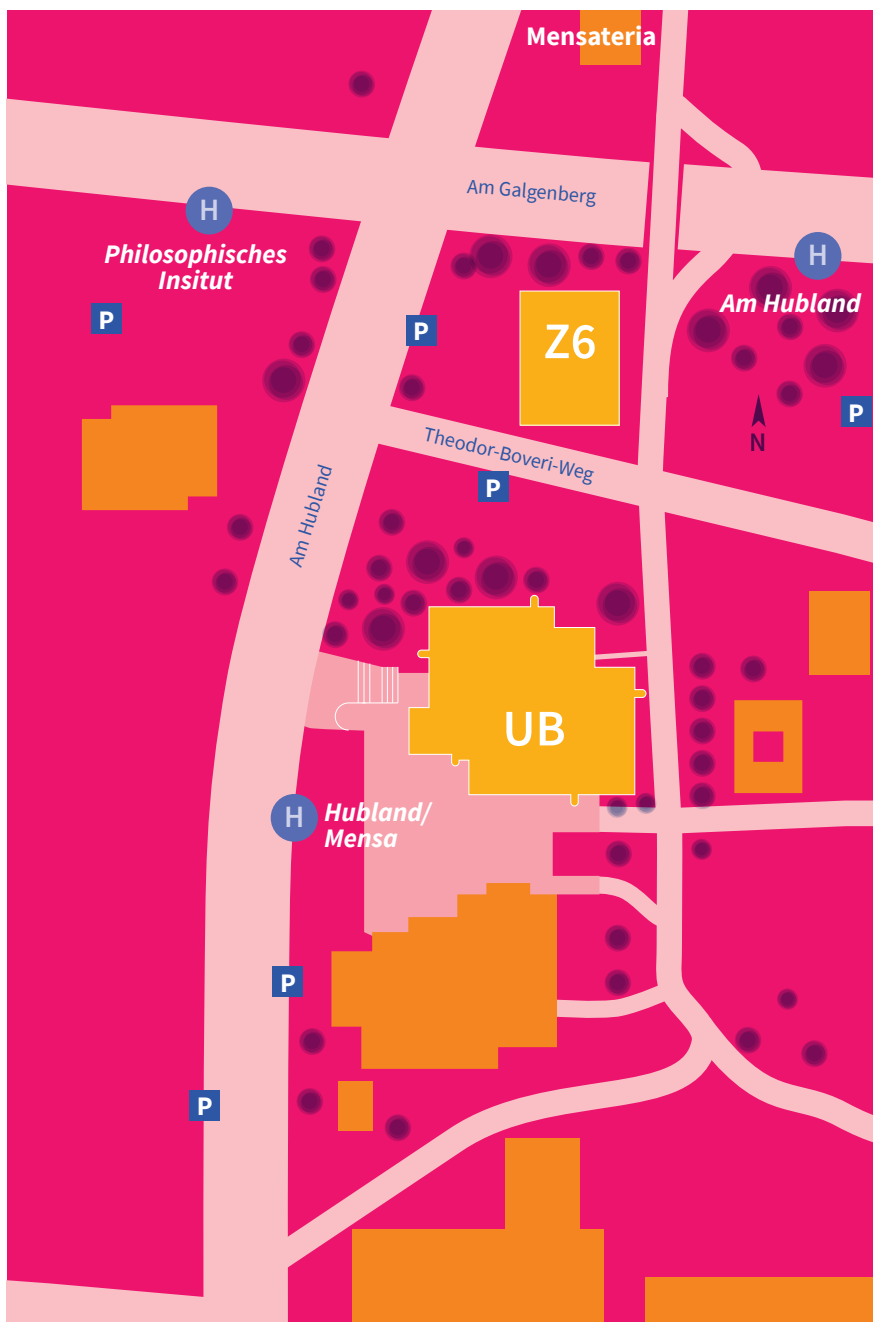 Mensateria
Am Galgenberg
H
Philosophisches
Insitut
H
Am Hubland
P
P
Z6
P
N
Theodor-Boveri-Weg
P
Am Hubland
UB
H
Hubland/
Mensa
P
P